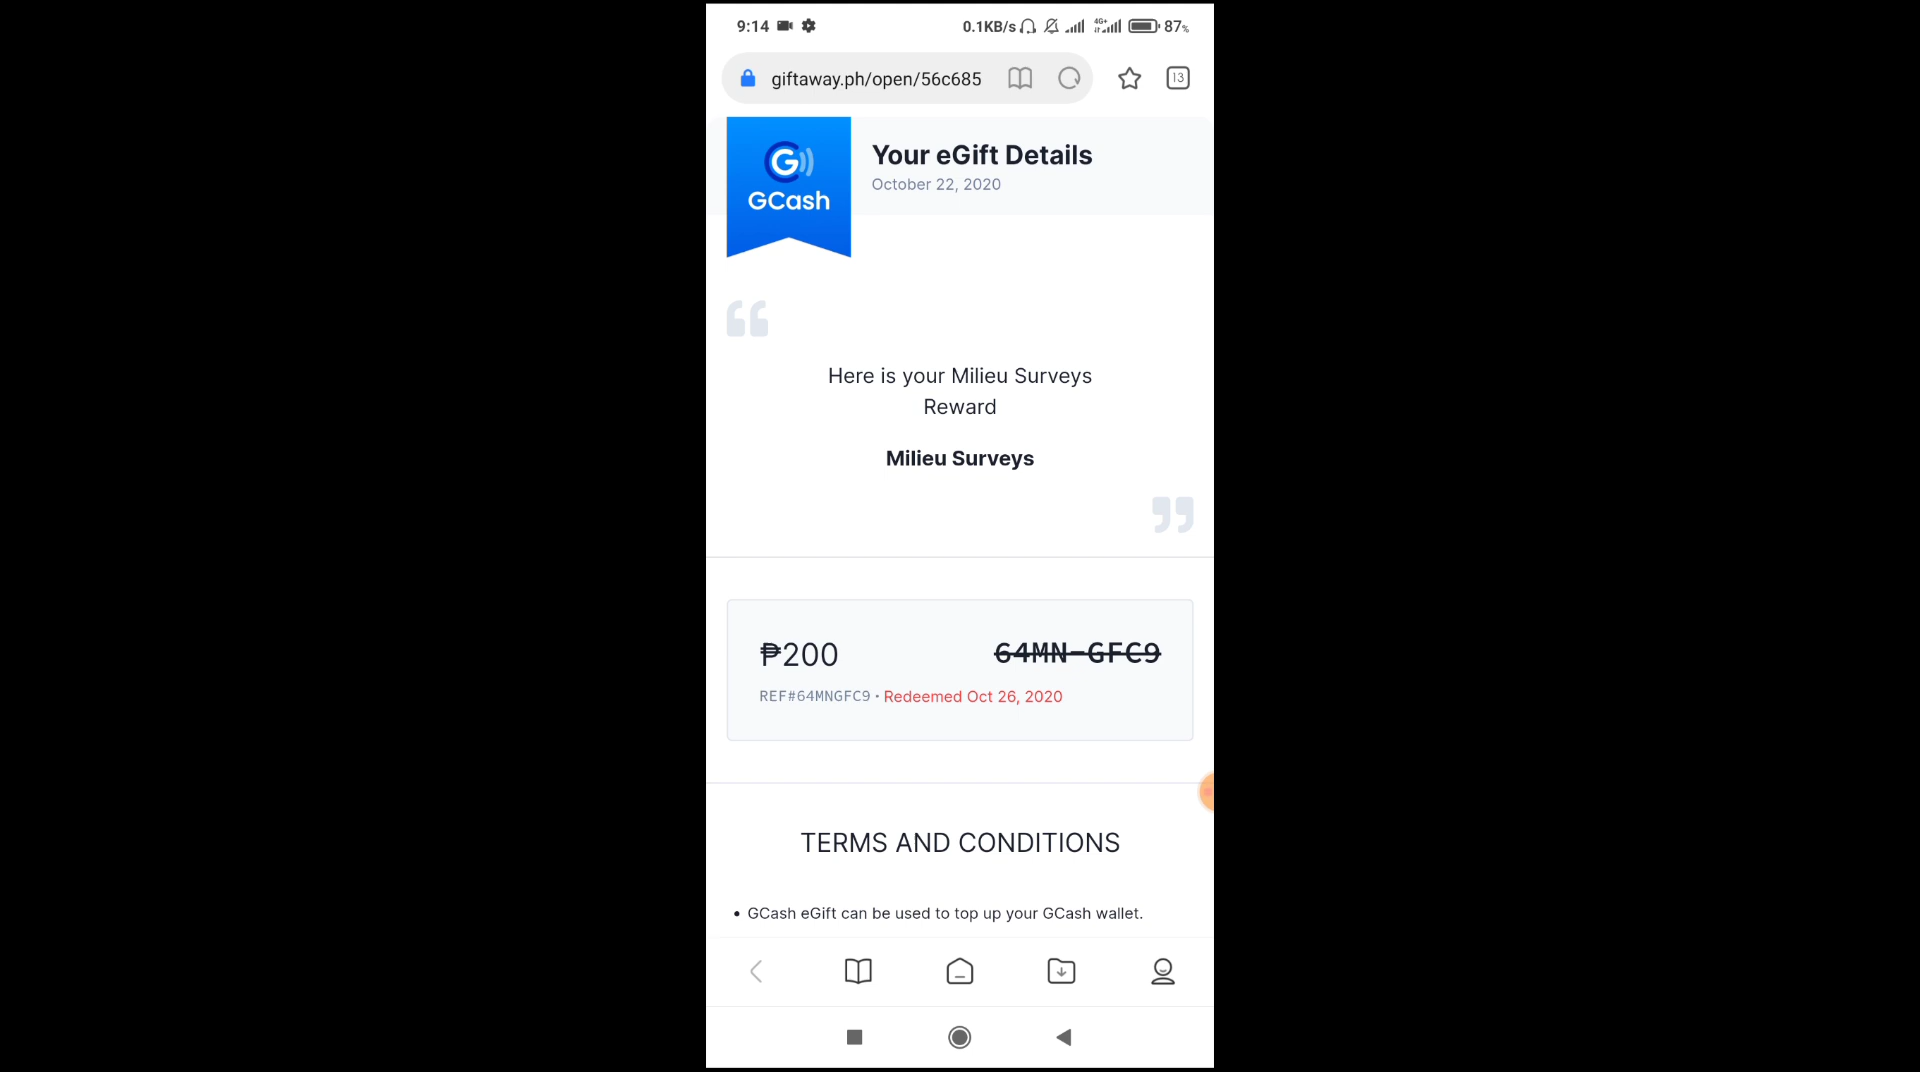 9:14 0.1KB/s 4G+ 87%
giftaway.ph/open/56c685 13
GCash
Your eGift Details
October 22, 2020
Here is your Milieu Surveys
Reward
Milieu Surveys
₱200 64MN-GFC9
REF#64MNGFC9 • Redeemed Oct 26, 2020
TERMS AND CONDITIONS
• GCash eGift can be used to top up your GCash wallet.